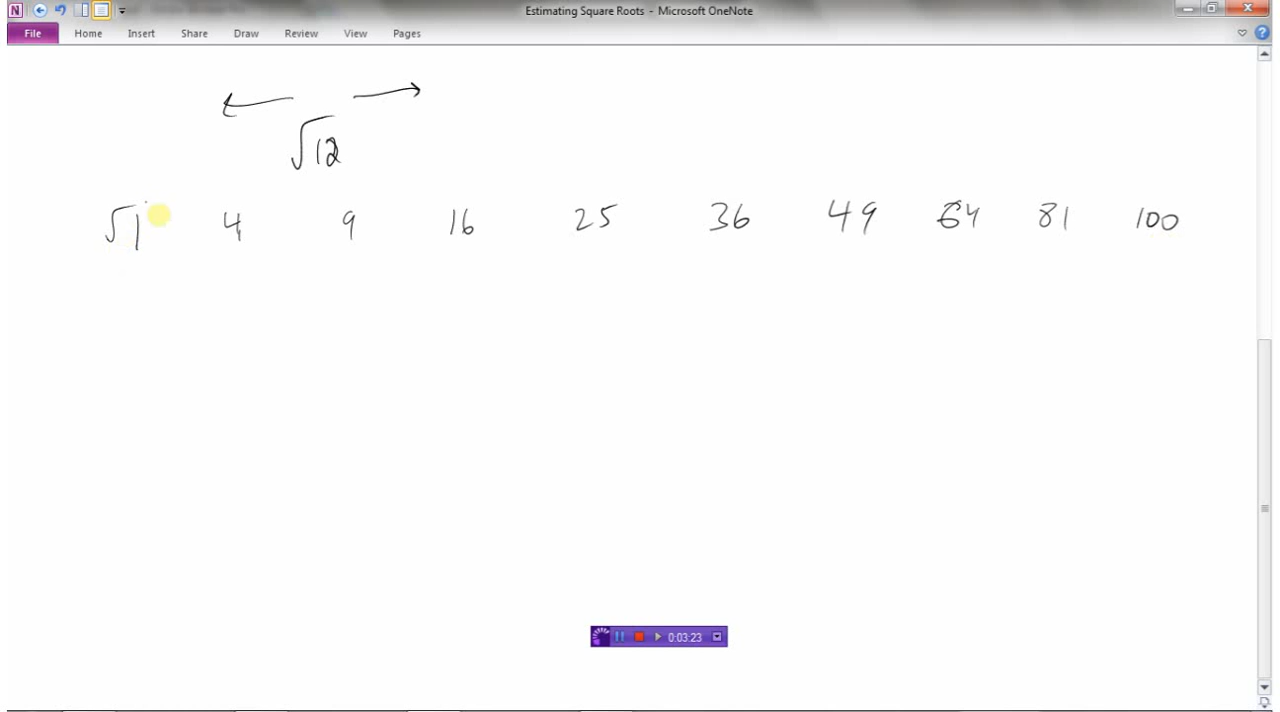 Estimating Square Roots - Microsoft OneNote
File Home Insert Share Draw Review View Pages
√12
√1 4 9 16 25 36 49 64 81 100
0:03:23